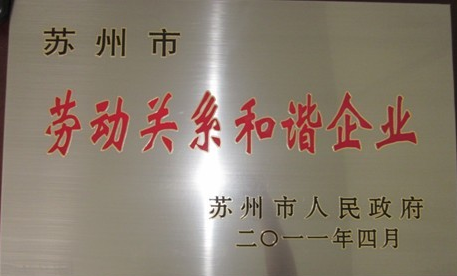 苏州市
劳动关系和谐企业
苏州市人民政府
二〇一一年四月